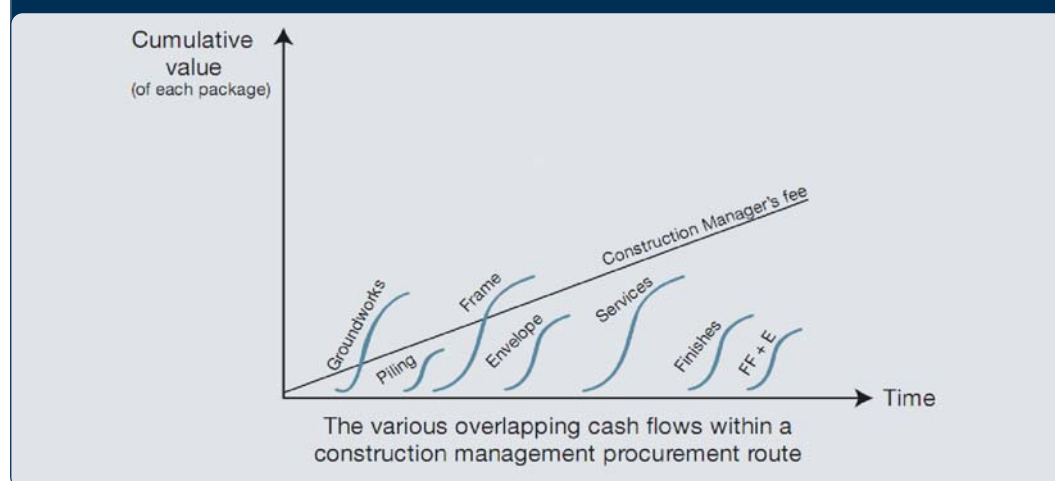 Cumulative
value
(of each package)
Construction Manager's fee
Groundworks
Piling
Frame
Envelope
Services
Finishes
FF + E
Time
The various overlapping cash flows within a
construction management procurement route